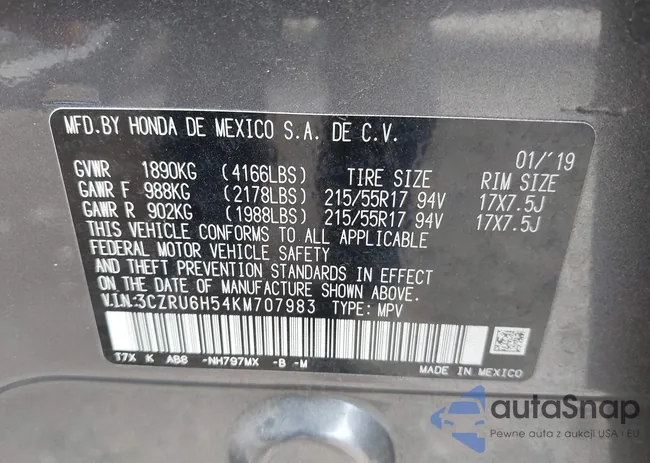 MFD.BY HONDA DE MEXICO S.A. DE C.V.
01/'19
GVWR 1890KG (4166LBS) TIRE SIZE RIM SIZE
GAWR F 988KG (2178LBS) 215/55R17 94V 17X7.5J
GAWR R 902KG (1988LBS) 215/55R17 94V 17X7.5J
THIS VEHICLE CONFORMS TO ALL APPLICABLE
FEDERAL MOTOR VEHICLE SAFETY
AND THEFT PREVENTION STANDARDS IN EFFECT
ON THE DATE OF MANUFACTURE SHOWN ABOVE.
V.I.N:3CZRU6H54KM707983 TYPE: MPV
T7X K AB8 -NH797MX -B -M
MADE IN MEXICO
autoSnap
Pewne auta z aukcji USA i EU